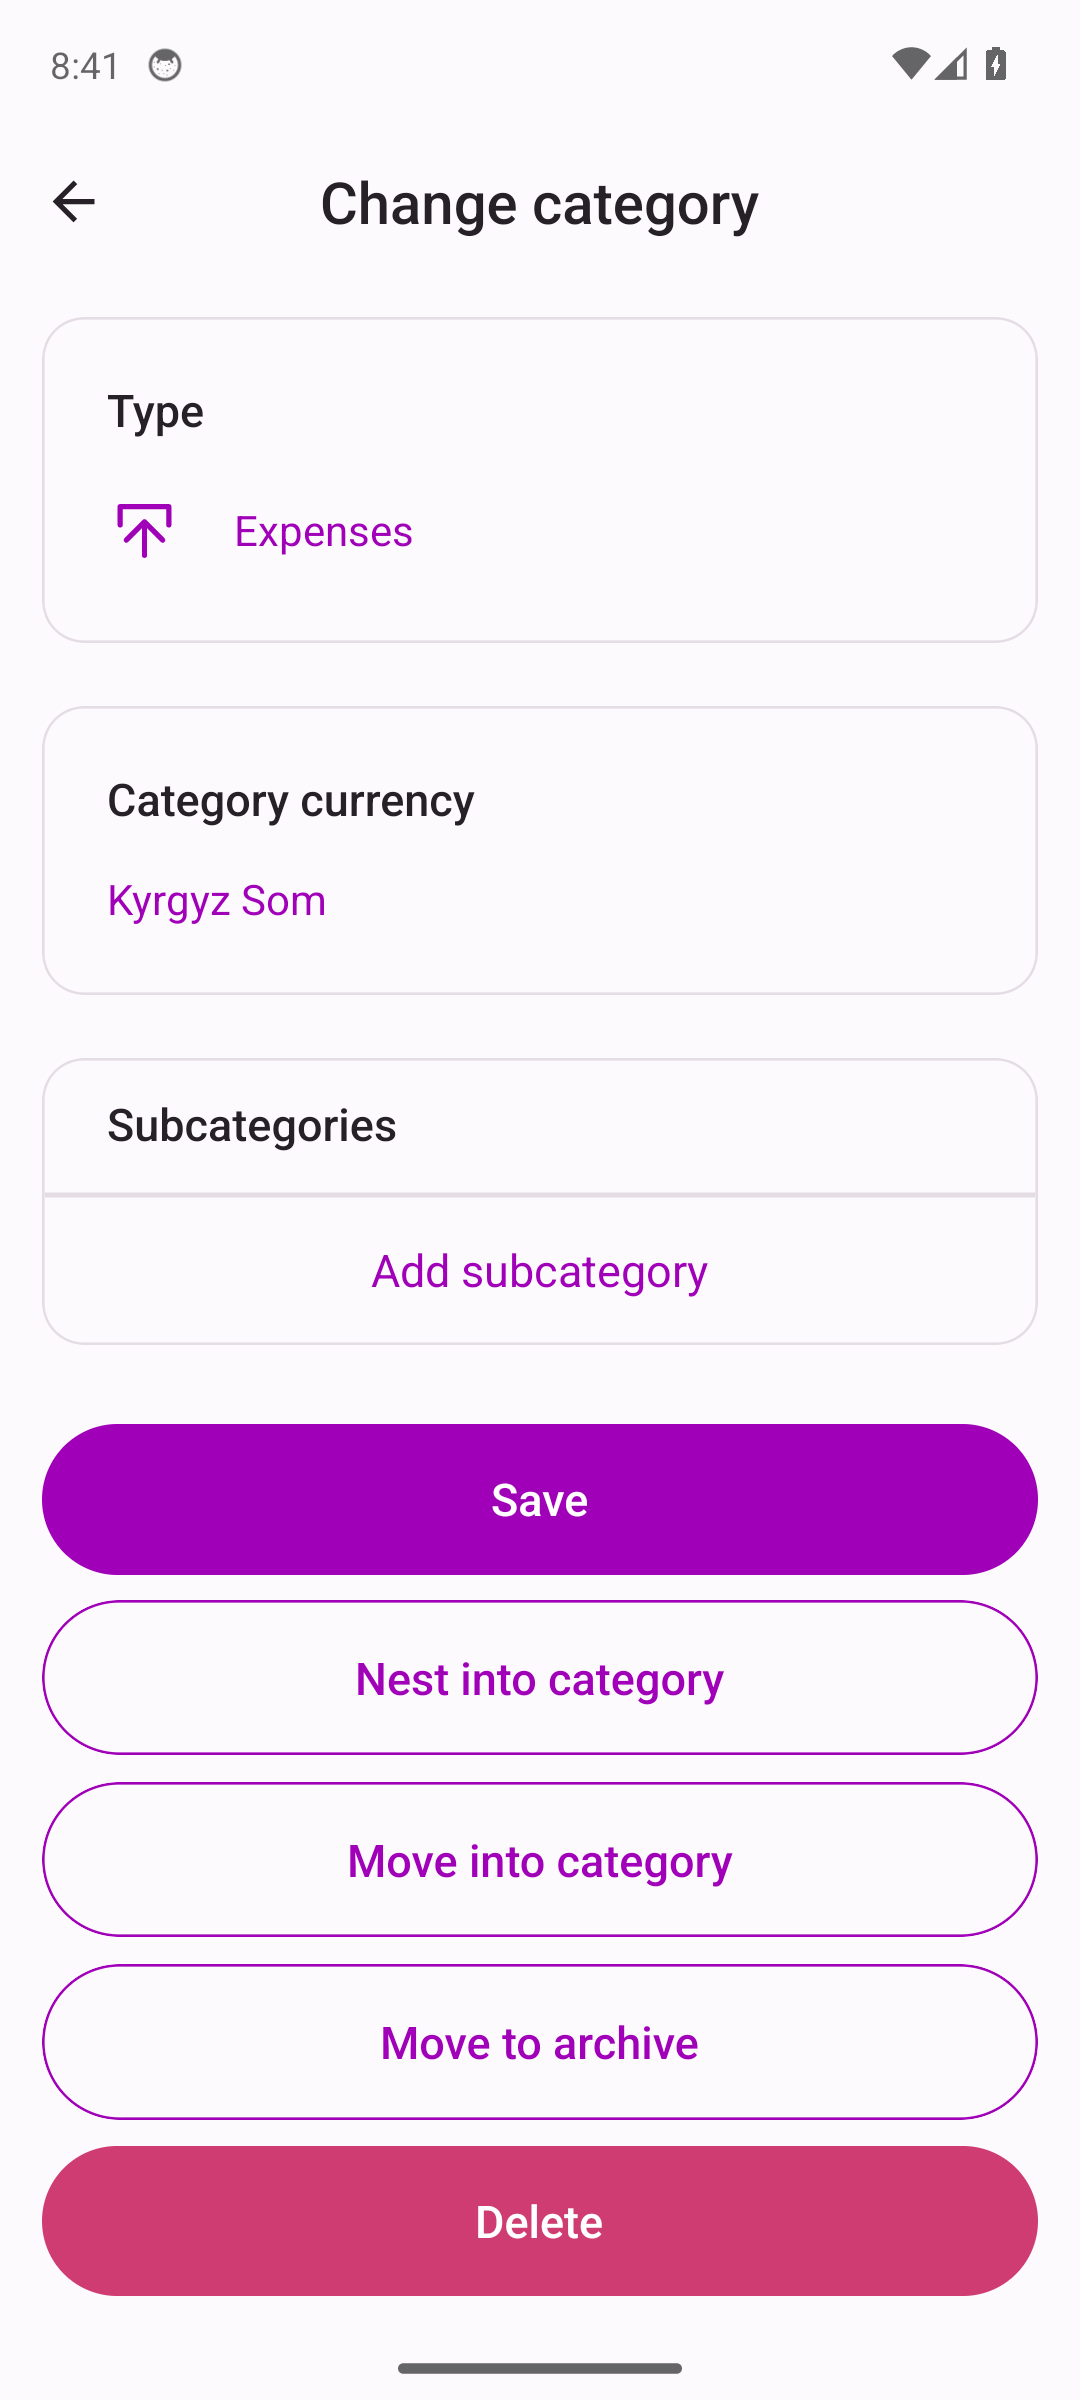 8:41
Change category
Type
Expenses
Category currency
Kyrgyz Som
Subcategories
Add subcategory
Save
Nest into category
Move into category
Move to archive
Delete